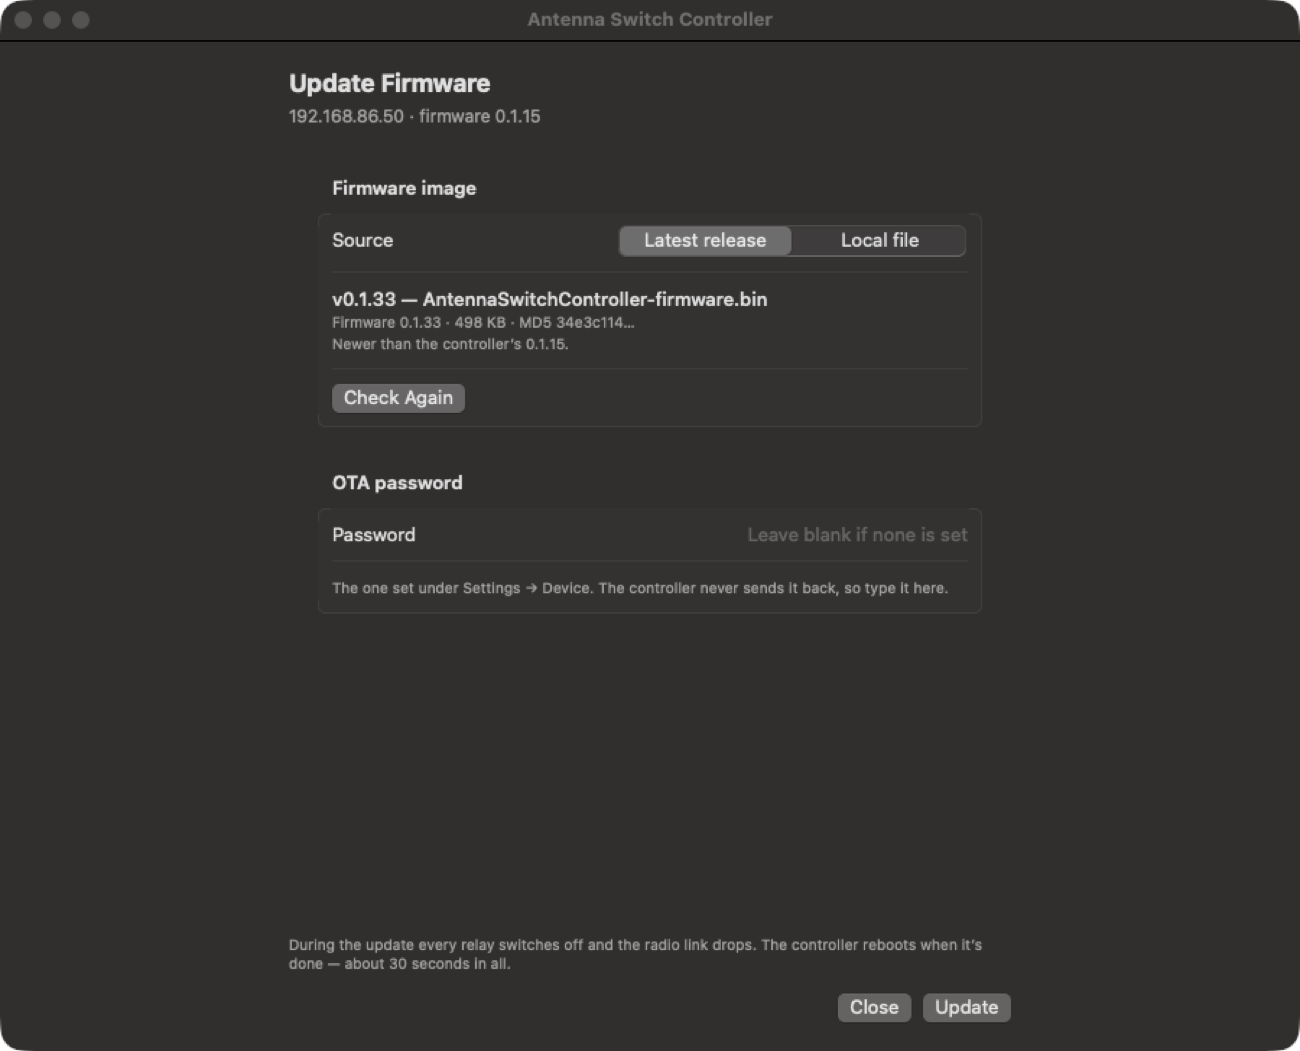 Antenna Switch Controller
Update Firmware
192.168.86.50 · firmware 0.1.15
Firmware image
Source
Latest release
Local file
v0.1.33 — AntennaSwitchController-firmware.bin
Firmware 0.1.33 · 498 KB · MD5 34e3c114…
Newer than the controller’s 0.1.15.
Check Again
OTA password
Password
Leave blank if none is set
The one set under Settings → Device. The controller never sends it back, so type it here.
During the update every relay switches off and the radio link drops. The controller reboots when it’s
done — about 30 seconds in all.
Close
Update